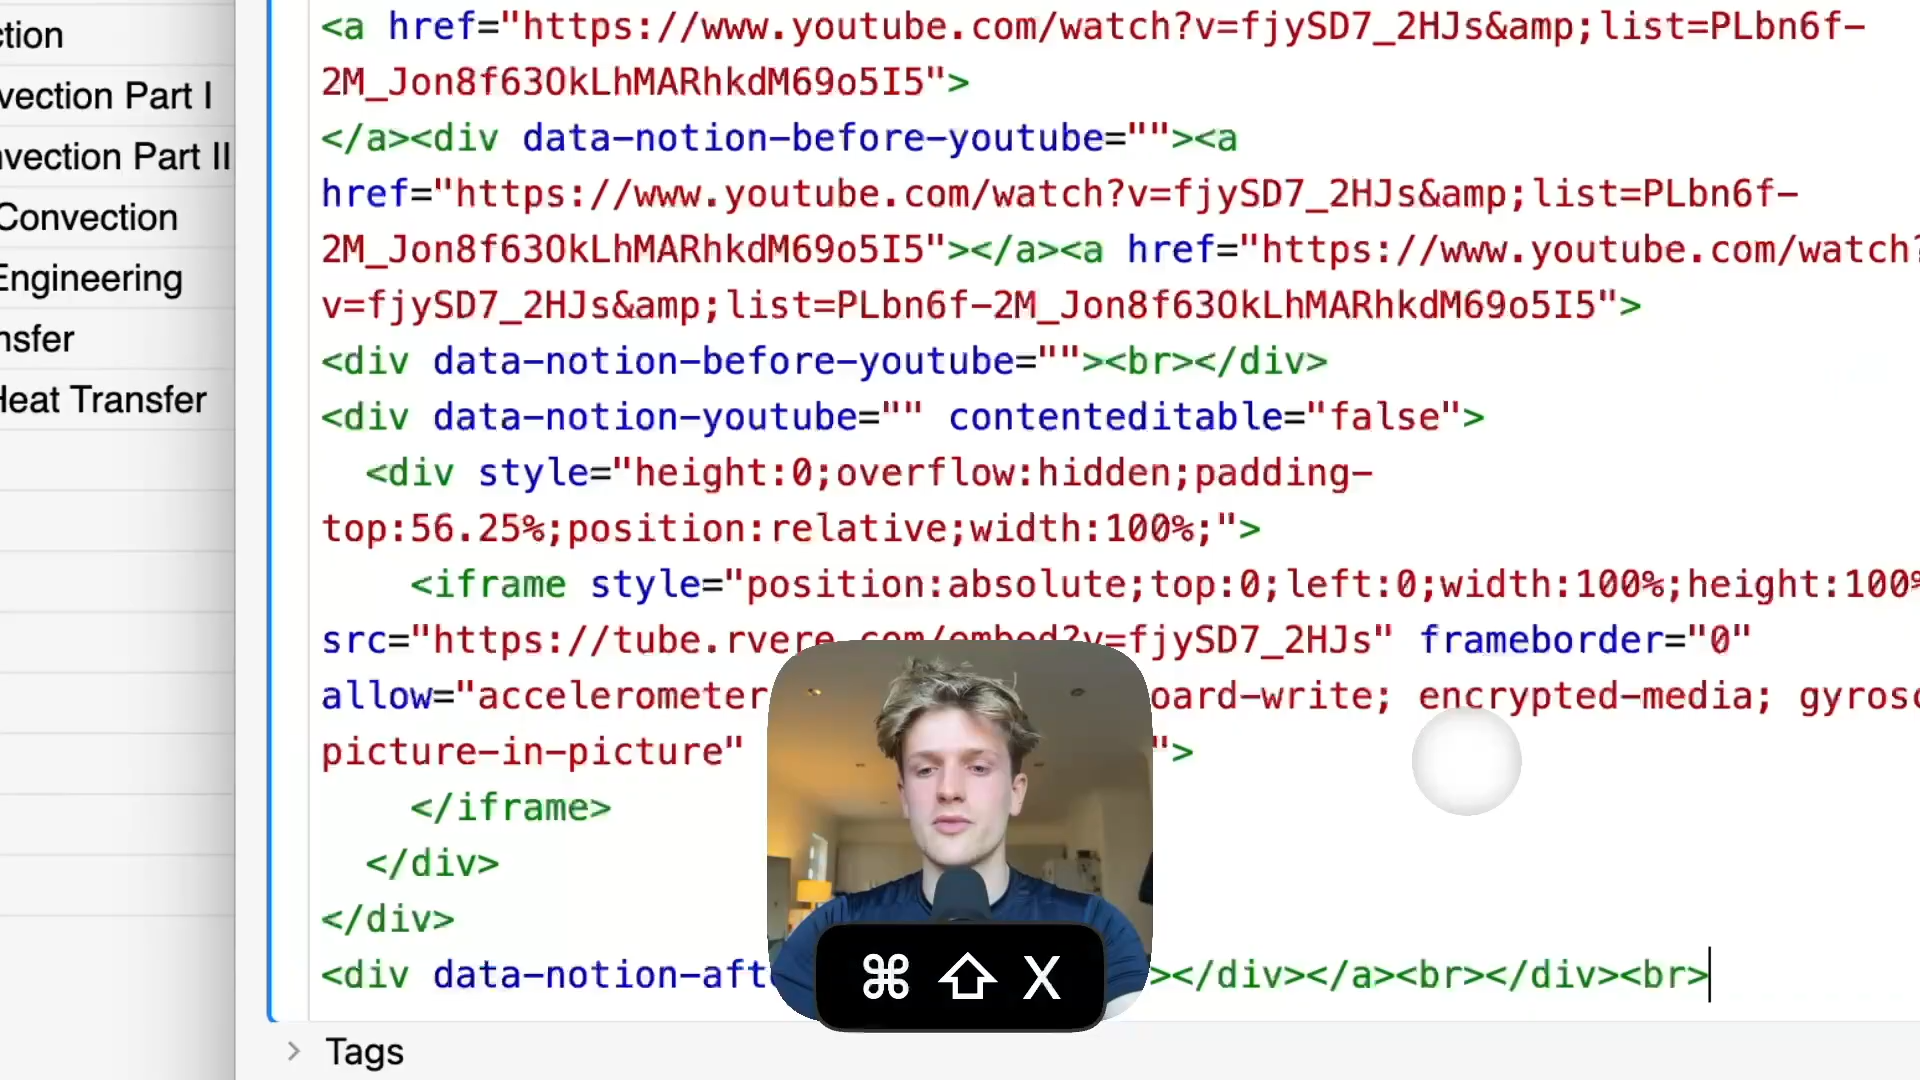 <a href="https://www.youtube.com/watch?v=fjySD7_2HJs&amp;list=PLbn6f-
ction
2M_Jon8f63OkLhMARhkdM69o5I5">
vection Part I
</a><div data-notion-before-youtube=""><a
nvection Part II
href="https://www.youtube.com/watch?v=fjySD7_2HJs&amp;list=PLbn6f-
Convection
2M_Jon8f63OkLhMARhkdM69o5I5"></a><a href="https://www.youtube.com/watch?
Engineering
v=fjySD7_2HJs&amp;list=PLbn6f-2M_Jon8f63OkLhMARhkdM69o5I5">
nsfer
<div data-notion-before-youtube=""><br></div>
Heat Transfer
<div data-notion-youtube="" contenteditable="false">
<div style="height:0;overflow:hidden;padding-
top:56.25%;position:relative;width:100%;">
<iframe style="position:absolute;top:0;left:0;width:100%;height:100%
src="https://tube.rvere.com/embed?v=fjySD7_2HJs" frameborder="0"
allow="accelerometer oard-write; encrypted-media; gyrosc
picture-in-picture" ">
</iframe>
</div>
</div>
<div data-notion-aft ></div></a><br></div><br>
⌘ ⇧ X
Tags